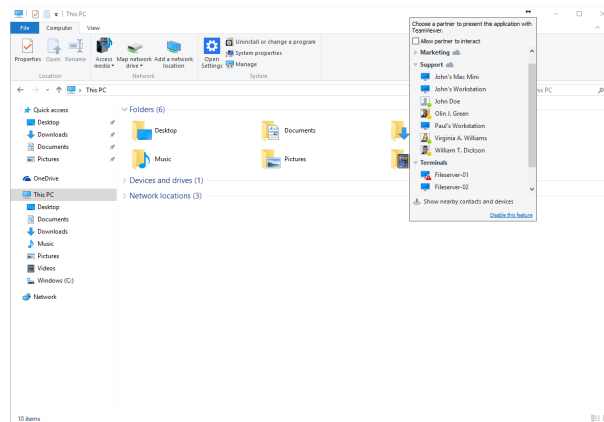 This PC
File Computer View
Properties Open Rename Access media Map network drive Add a network location Open Settings Uninstall or change a program
System properties
Manage
Location Network System
This PC
Quick access
Desktop
Downloads
Documents
Pictures
OneDrive
This PC
Desktop
Documents
Downloads
Music
Pictures
Videos
Windows (C:)
Network
Folders (6)
Desktop
Documents
Music
Pictures
Devices and drives (1)
Network locations (3)
Choose a partner to present this application with
TeamViewer.
Allow partner to interact
Marketing
Support
John's Mac Mini
John's Workstation
John Doe
Olin J. Green
Paul's Workstation
Virginia A. Williams
William T. Dickson
Terminals
Fileserver-01
Fileserver-02
Show nearby contacts and devices
Disable this feature
his PC
10 items